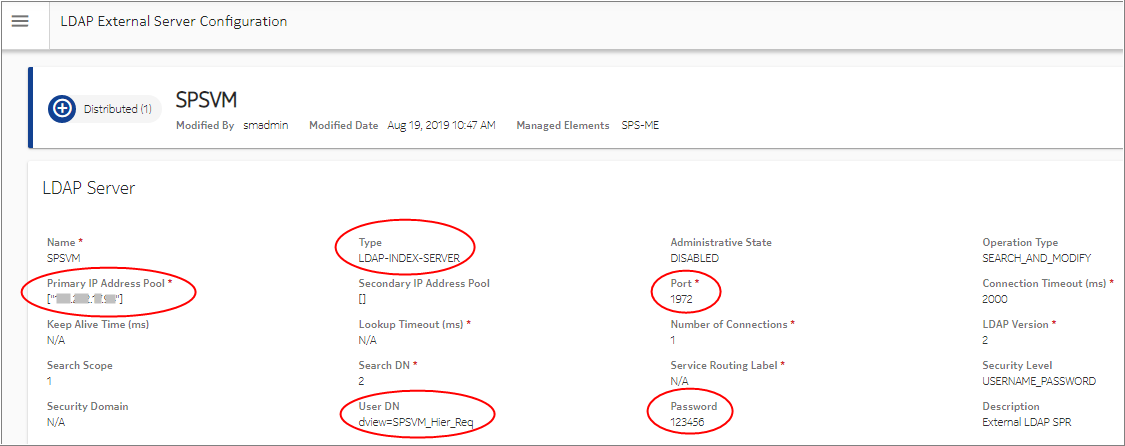 LDAP External Server Configuration
Distributed (1)
SPSVM
Modified By smadmin Modified Date Aug 19, 2019 10:47 AM Managed Elements SPS-ME
LDAP Server
Name * Type Administrative State Operation Type
SPSVM LDAP-INDEX-SERVER DISABLED SEARCH_AND_MODIFY
Primary IP Address Pool * Secondary IP Address Pool Port * Connection Timeout (ms) *
[] 1972 2000
Keep Alive Time (ms) Lookup Timeout (ms) * Number of Connections * LDAP Version *
N/A N/A 1 2
Search Scope Search DN * Service Routing Label * Security Level
1 2 N/A USERNAME_PASSWORD
Security Domain User DN Password Description
N/A dview=SPSVM_Hier_Req 123456 External LDAP SPR